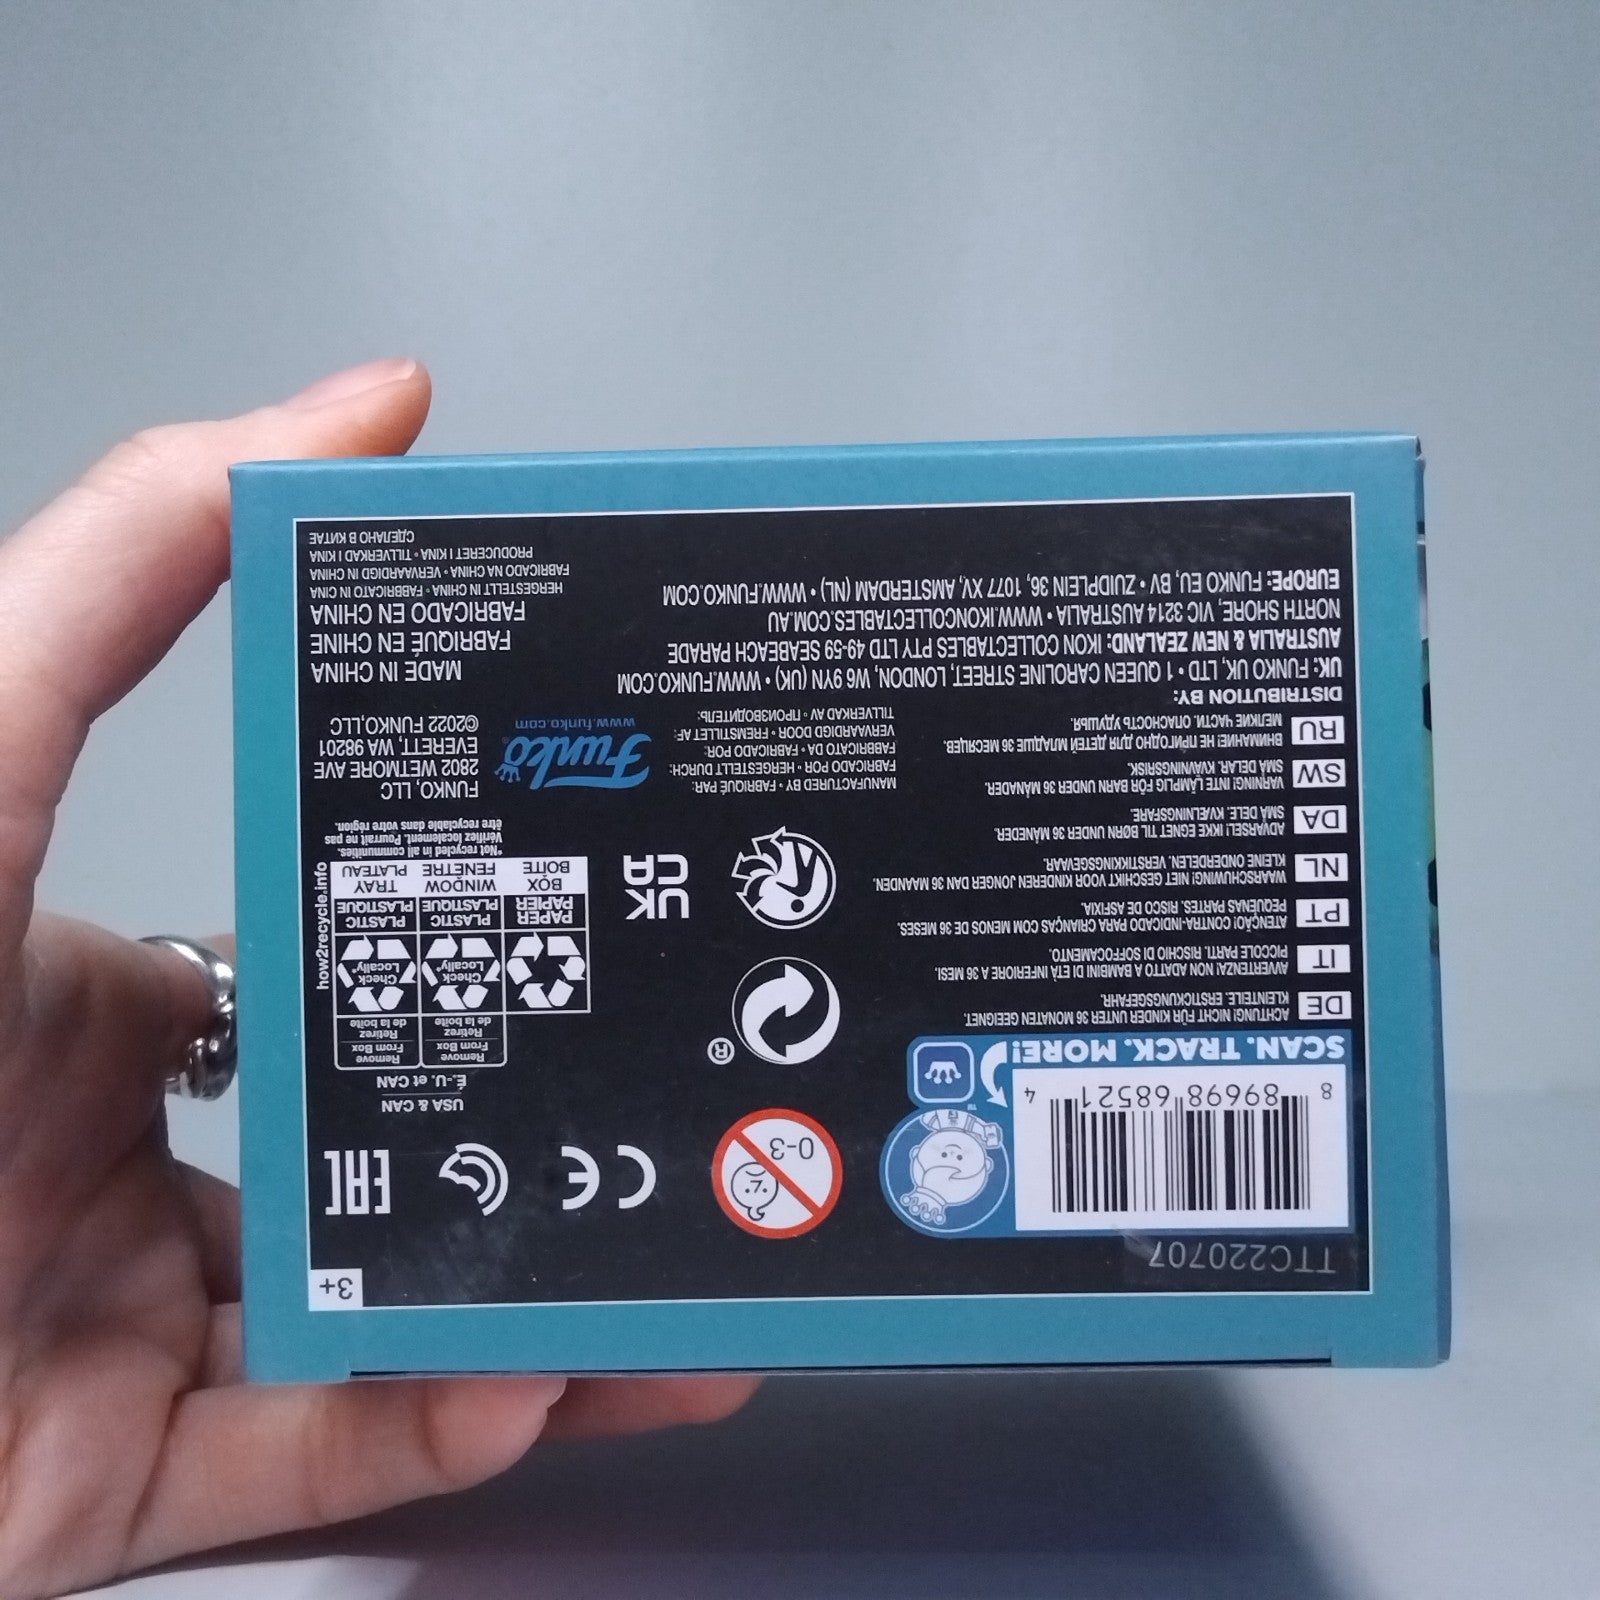 TTC220707
8 89698 68521 4
SCAN. TRACK. MORE!
TM
DE
ACHTUNG! NICHT FÜR KINDER UNTER 36 MONATEN GEEIGNET.
KLEINTEILE. ERSTICKUNGSGEFAHR.
IT
AVVERTENZA! NON ADATTO A BAMBINI DI ETÀ INFERIORE A 36 MESI.
PICCOLE PARTI. RISCHIO DI SOFFOCAMENTO.
PT
ATENÇÃO! CONTRA-INDICADO PARA CRIANÇAS COM MENOS DE 36 MESES.
PEQUENAS PARTES. RISCO DE ASFIXIA.
NL
WAARSCHUWING! NIET GESCHIKT VOOR KINDEREN JONGER DAN 36 MAANDEN.
KLEINE ONDERDELEN. VERSTIKKINGSGEVAAR.
DA
ADVARSEL! IKKE EGNET TIL BØRN UNDER 36 MÅNEDER.
SMÅ DELE. KVÆLNINGSFARE.
SW
VARNING! INTE LÄMPLIG FÖR BARN UNDER 36 MÅNADER.
SMÅ DELAR. KVÄVNINGSRISK.
RU
ВНИМАНИЕ! НЕ ПРИГОДНО ДЛЯ ДЕТЕЙ МЛАДШЕ 36 МЕСЯЦЕВ.
МЕЛКИЕ ЧАСТИ. ОПАСНОСТЬ УДУШЬЯ.
DISTRIBUTION BY:
UK: FUNKO UK, LTD • 1 QUEEN CAROLINE STREET, LONDON, W6 9YN (UK) • WWW.FUNKO.COM
AUSTRALIA & NEW ZEALAND: IKON COLLECTABLES PTY LTD 49-59 SEABEACH PARADE
NORTH SHORE, VIC 3214 AUSTRALIA • WWW.IKONCOLLECTABLES.COM.AU
EUROPE: FUNKO EU, BV • ZUIDPLEIN 36, 1077 XV, AMSTERDAM (NL) • WWW.FUNKO.COM
0-3
CE
EAC
3+
®
UK
CA
USA & CAN
É.-U. et CAN
Remove
From Box
Retirez
de la boîte
Remove
From Box
Retirez
de la boîte
Check
Locally*
Check
Locally*
PAPER
PAPIER
BOX
BOÎTE
PLASTIC
PLASTIQUE
WINDOW
FENÊTRE
PLASTIC
PLASTIQUE
TRAY
PLATEAU
how2recycle.info
*Not recycled in all communities.
Vérifiez localement. Pourrait ne pas
être recyclable dans votre région.
MANUFACTURED BY • FABRIQUÉ PAR:
FABRICADO POR • HERGESTELLT DURCH:
FABBRICATO DA • FABRICADO POR:
VERVAARDIGD DOOR • FREMSTILLET AF:
TILLVERKAD AV • ПРОИЗВОДИТЕЛЬ:
Funko
www.funko.com
FUNKO, LLC
2802 WETMORE AVE
EVERETT, WA 98201
©2022 FUNKO,LLC
MADE IN CHINA
FABRIQUÉ EN CHINE
FABRICADO EN CHINA
HERGESTELLT IN CHINA • FABBRICATO IN CINA
FABRICADO NA CHINA • VERVAARDIGD IN CHINA
PRODUCERET I KINA • TILLVERKAD I KINA
СДЕЛАНО В КИТАЕ